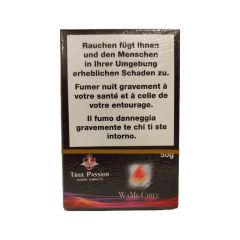 Rauchen fügt Ihnen
und den Menschen
in Ihrer Umgebung
erheblichen Schaden zu.
Fumer nuit gravement à
votre santé et à celle de
votre entourage.
Il fumo danneggia
gravemente te chi ti ste
intorno.
50g
TRUE PASSION